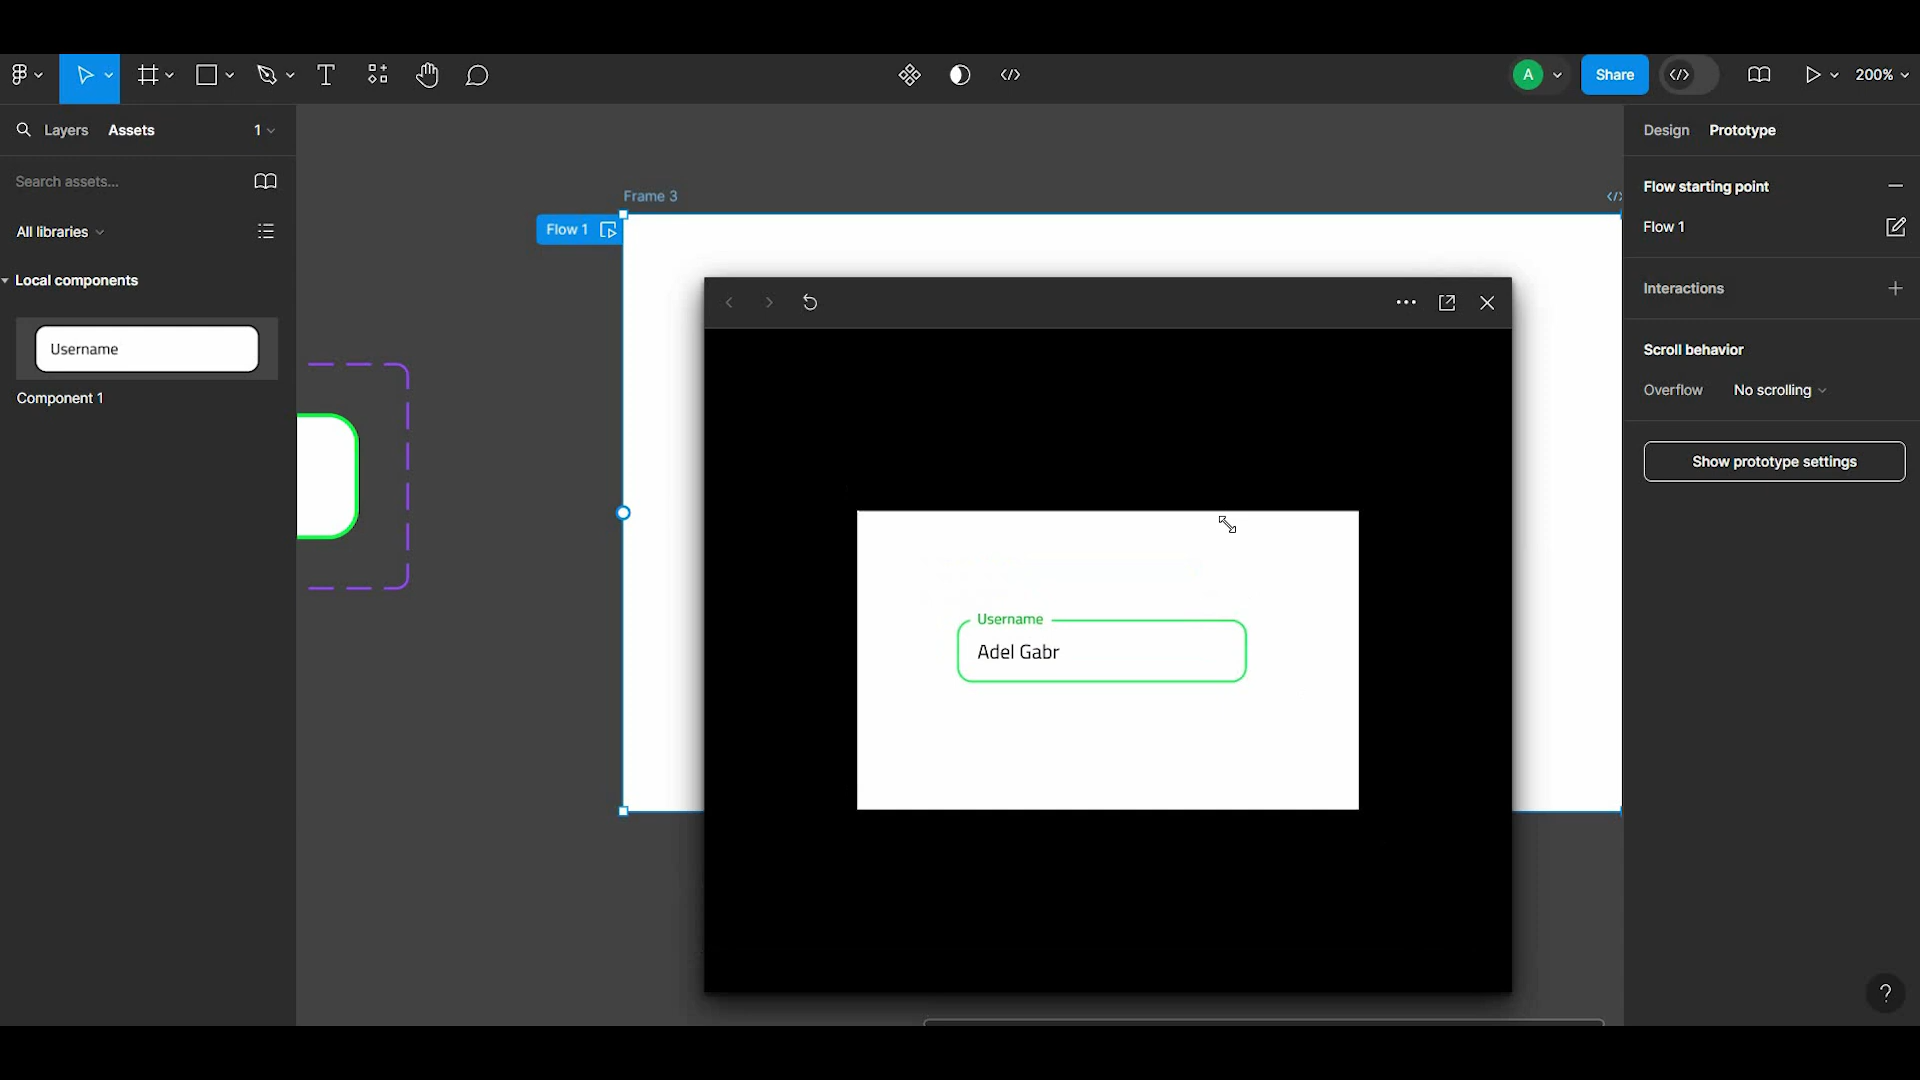 A
Share
200%
Layers
Assets
1
Design
Prototype
Search assets...
Frame 3
Flow starting point
Flow 1
Flow 1
All libraries
Local components
Interactions
Username
Scroll behavior
Component 1
Overflow
No scrolling
Show prototype settings
Username
Adel Gabr
?